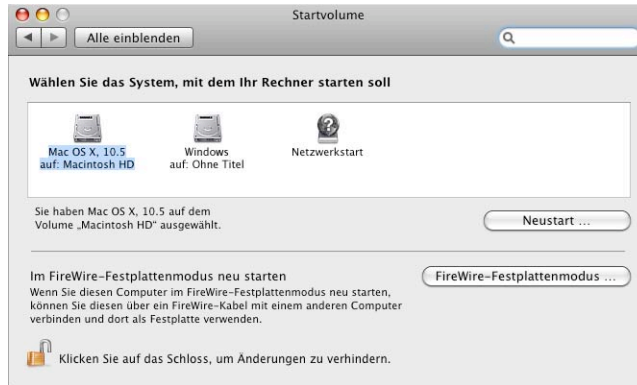 Startvolume
Alle einblenden
Wählen Sie das System, mit dem Ihr Rechner starten soll
Mac OS X, 10.5
auf: Macintosh HD
Windows
auf: Ohne Titel
Netzwerkstart
Sie haben Mac OS X, 10.5 auf dem
Volume „Macintosh HD“ ausgewählt.
Neustart ...
Im FireWire-Festplattenmodus neu starten
FireWire-Festplattenmodus ...
Wenn Sie diesen Computer im FireWire-Festplattenmodus neu starten,
können Sie diesen über ein FireWire-Kabel mit einem anderen Computer
verbinden und dort als Festplatte verwenden.
Klicken Sie auf das Schloss, um Änderungen zu verhindern.